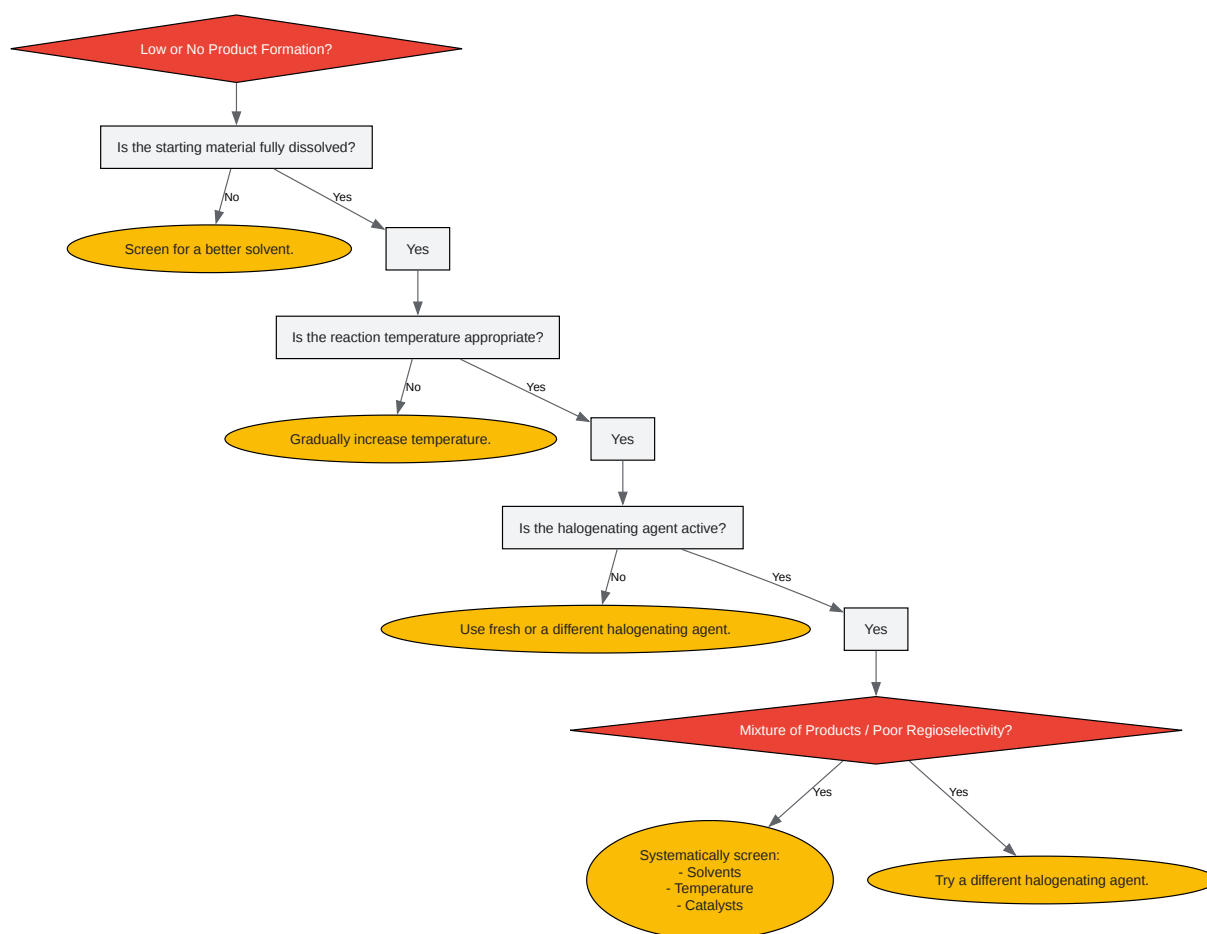 Low or No Product Formation?
Is the starting material fully dissolved?
No
Yes
Screen for a better solvent.
Yes
Is the reaction temperature appropriate?
No
Yes
Gradually increase temperature.
Yes
Is the halogenating agent active?
No
Yes
Use fresh or a different halogenating agent.
Yes
Mixture of Products / Poor Regioselectivity?
Yes
Yes
Systematically screen:
- Solvents
- Temperature
- Catalysts
Try a different halogenating agent.